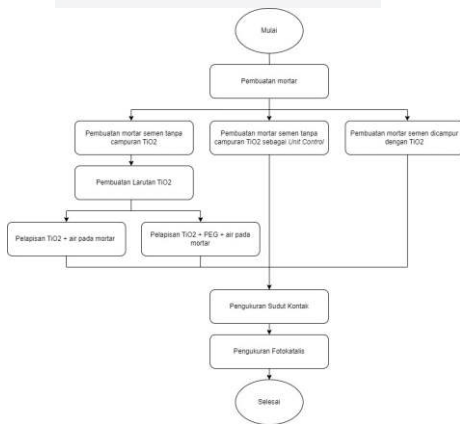 Mulai
Pembuatan mortar
Pembuatan mortar semen tanpa
campuran TiO2
Pembuatan mortar semen tanpa
campuran TiO2 sebagai Unit Control
Pembuatan mortar semen dicampur
dengan TiO2
Pembuatan Larutan TiO2
Pelapisan TiO2 + air pada mortar
Pelapisan TiO2 + PEG + air pada
mortar
Pengukuran Sudut Kontak
Pengukuran Fotokatalis
Selesai